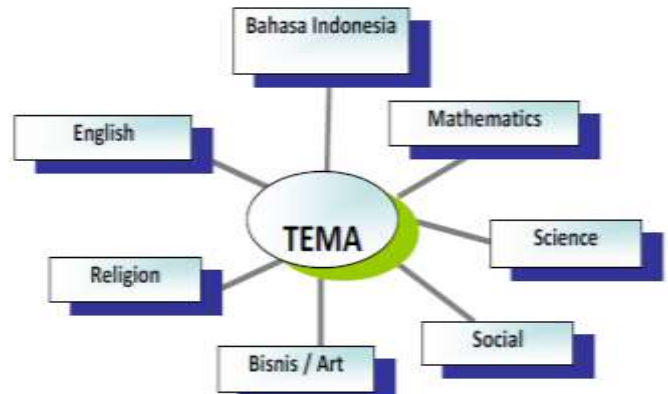 Bahasa Indonesia
English
Mathematics
TEMA
Science
Religion
Social
Bisnis / Art